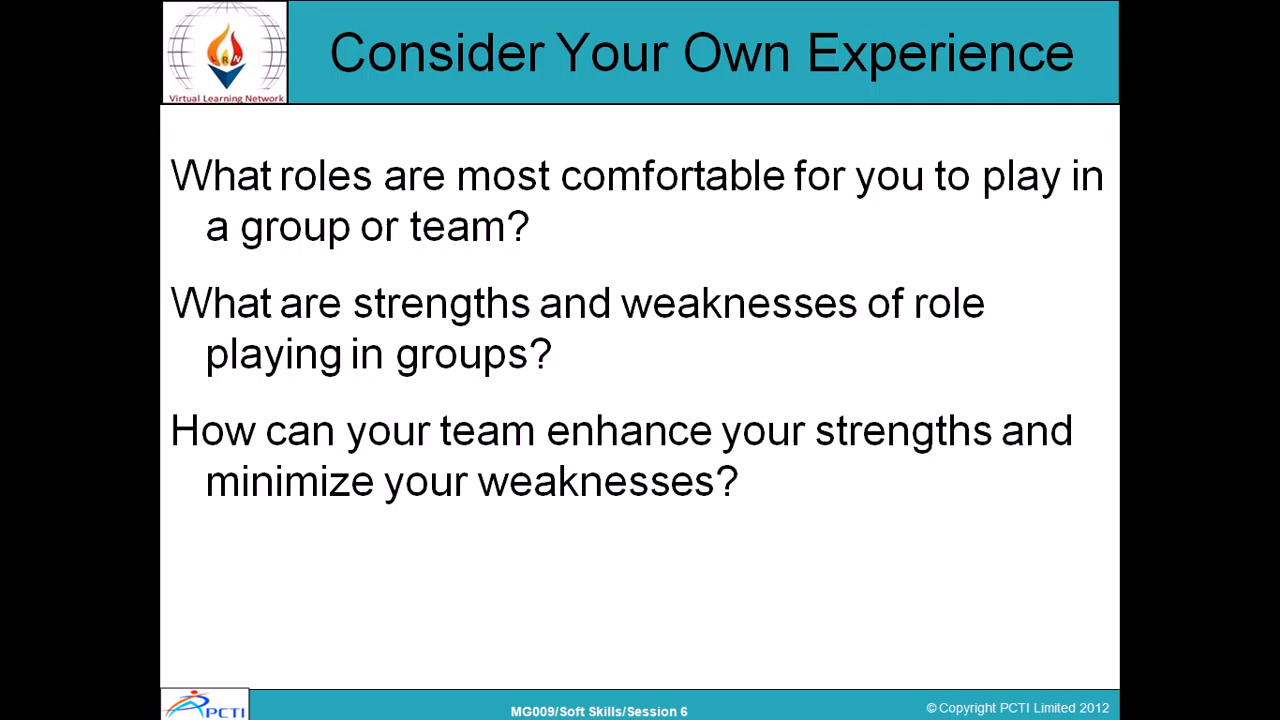 Consider Your Own Experience
Virtual Learning Network
What roles are most comfortable for you to play in
a group or team?
What are strengths and weaknesses of role
playing in groups?
How can your team enhance your strengths and
minimize your weaknesses?
PCTI
MG009/Soft Skills/Session 6
© Copyright PCTI Limited 2012